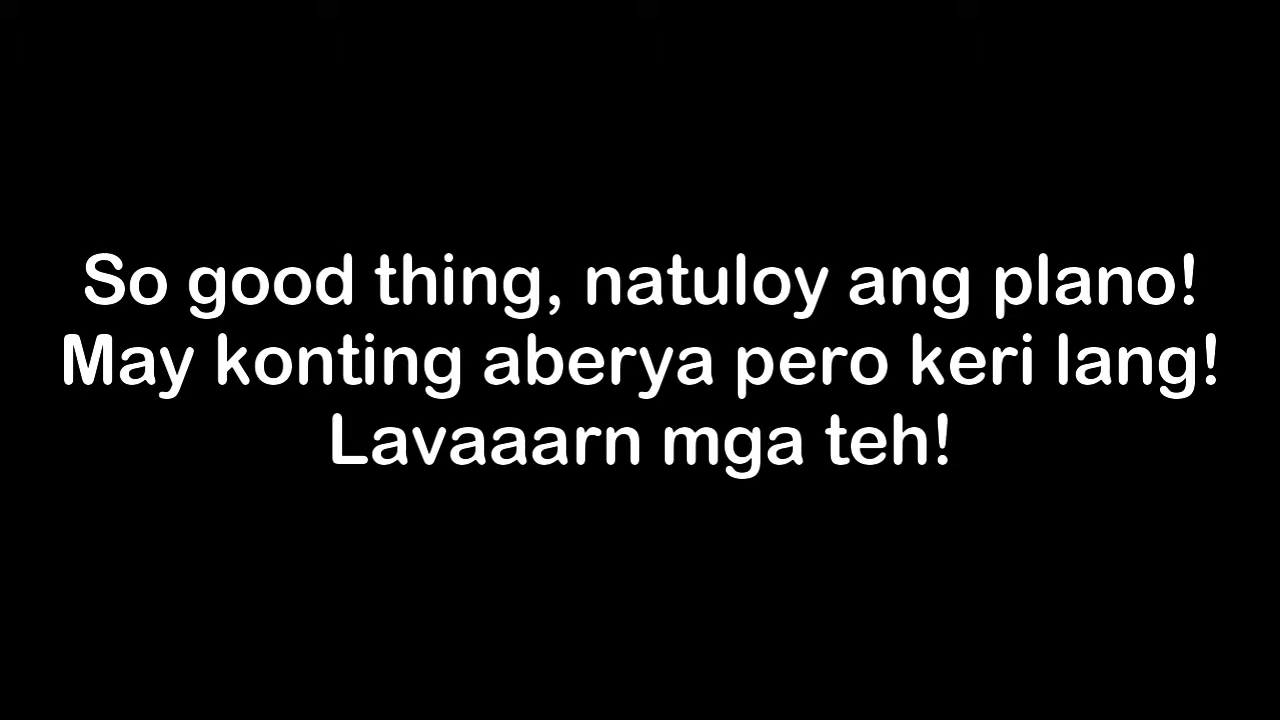 So good thing, natuloy ang plano!
May konting aberya pero keri lang!
Lavaaarn mga teh!